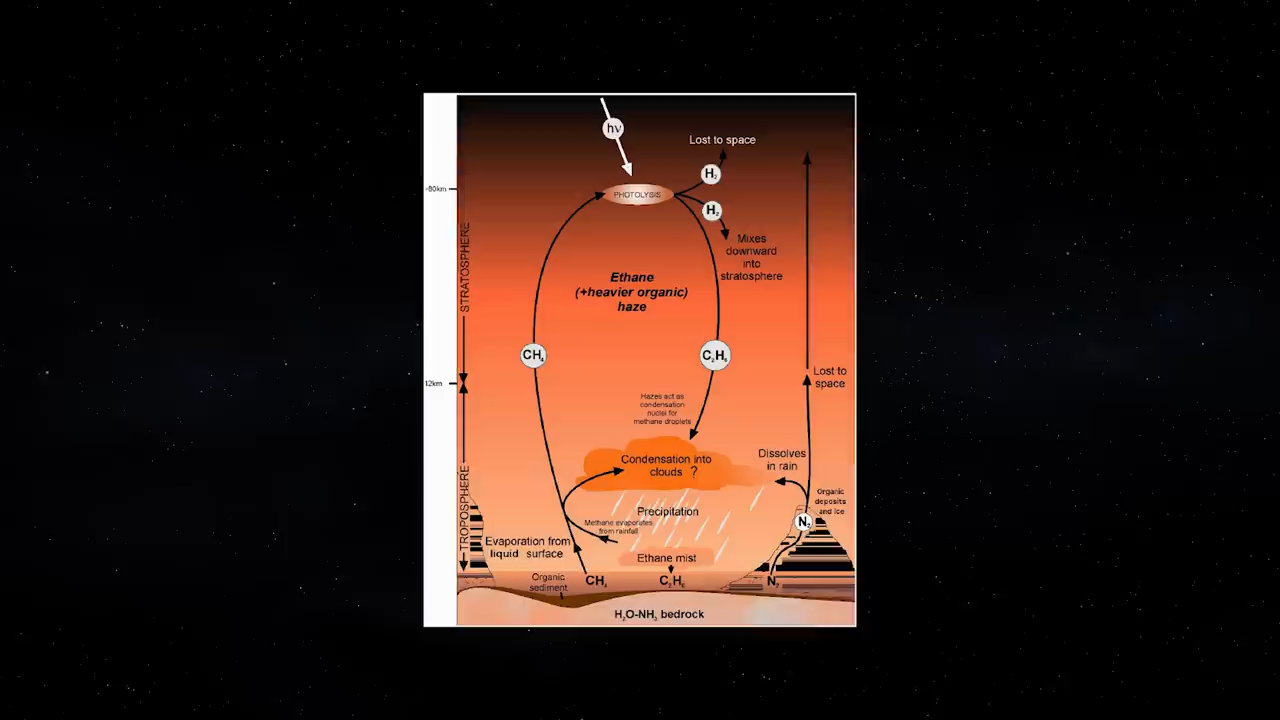 hν
Lost to space
H₂
PHOTOLYSIS
-80km
H₂
Mixes
downward
into
stratosphere
STRATOSPHERE
Ethane
(+heavier organic)
haze
CH₄
C₂H₆
Lost to
space
12km
Hazes act as
condensation
nuclei for
methane droplets
Condensation into
clouds ?
Dissolves
in rain
TROPOSPHERE
Organic
deposits
and ice
Precipitation
N₂
Methane evaporates
from rainfall
Evaporation from
liquid surface
Ethane mist
Organic
sediment
CH₄
C₂H₆
N₂
H₂O-NH₃ bedrock